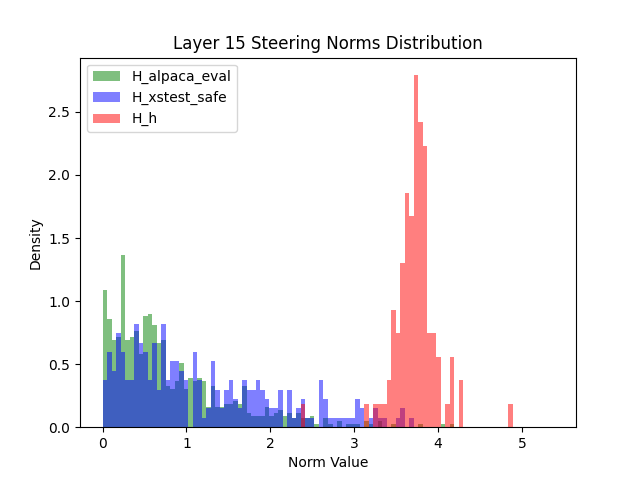 Layer 15 Steering Norms Distribution
H_alpaca_eval
H_xstest_safe
H_h
Density
2.5
2.0
1.5
1.0
0.5
0.0
0
1
2
3
4
5
Norm Value